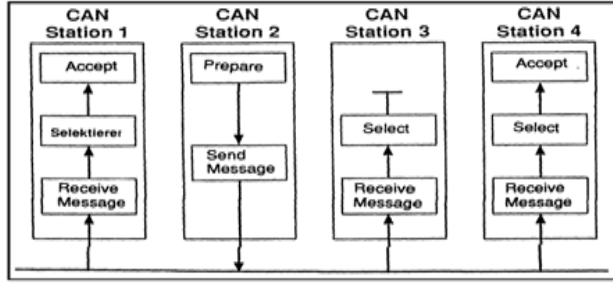 CAN
Station 1
CAN
Station 2
CAN
Station 3
CAN
Station 4
Accept
Selektierer
Receive
Message
Prepare
Send
Message
Select
Receive
Message
Accept
Select
Receive
Message